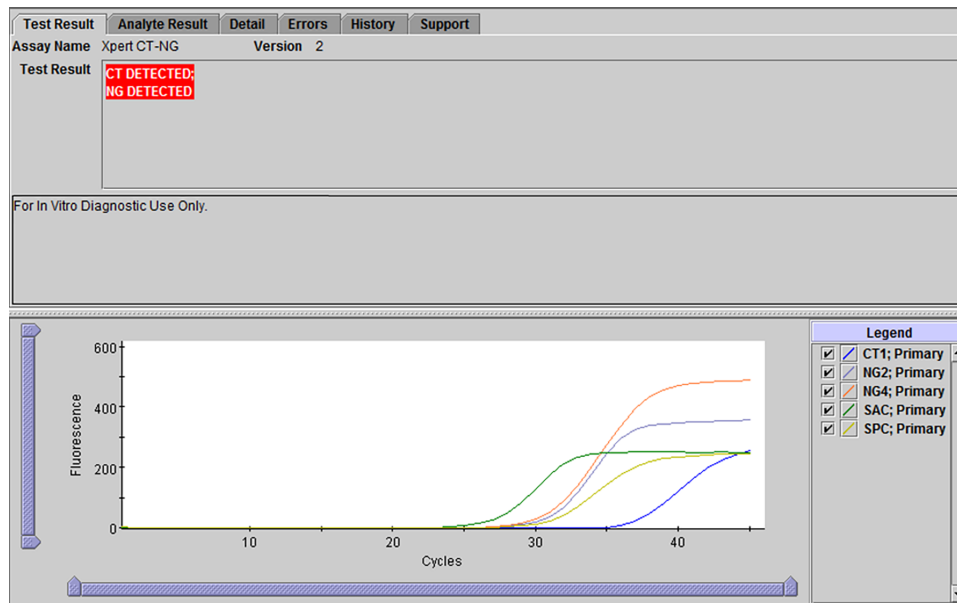 Test Result Analyte Result Detail Errors History Support
Assay Name Xpert CT-NG Version 2
Test Result
CT DETECTED;
NG DETECTED
For In Vitro Diagnostic Use Only.
600
400
200
0
Fluorescence
10 20 30 40
Cycles
Legend
CT1; Primary
NG2; Primary
NG4; Primary
SAC; Primary
SPC; Primary